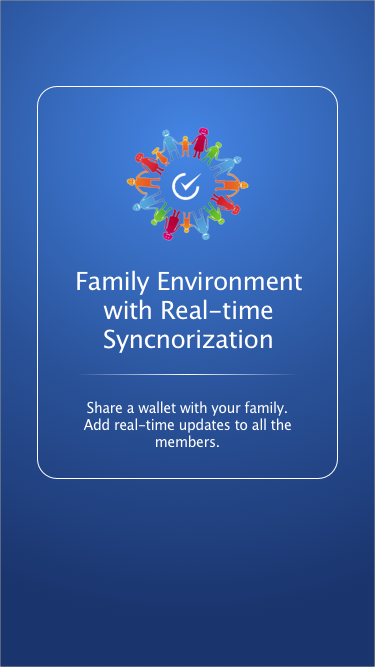 Family Environment
with Real-time
Syncnorization
Share a wallet with your family.
Add real-time updates to all the
members.